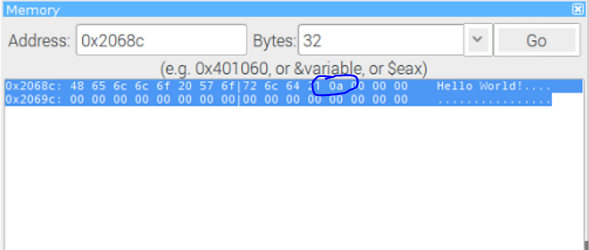 Memory
Address: 0x2068c Bytes: 32 Go
(e.g. 0x401060, or &variable, or $eax)
0x2068c: 48 65 6c 6c 6f 20 57 6f|72 6c 64 21 0a 00 00 00 Hello World!....
0x2069c: 00 00 00 00 00 00 00 00|00 00 00 00 00 00 00 00 ................